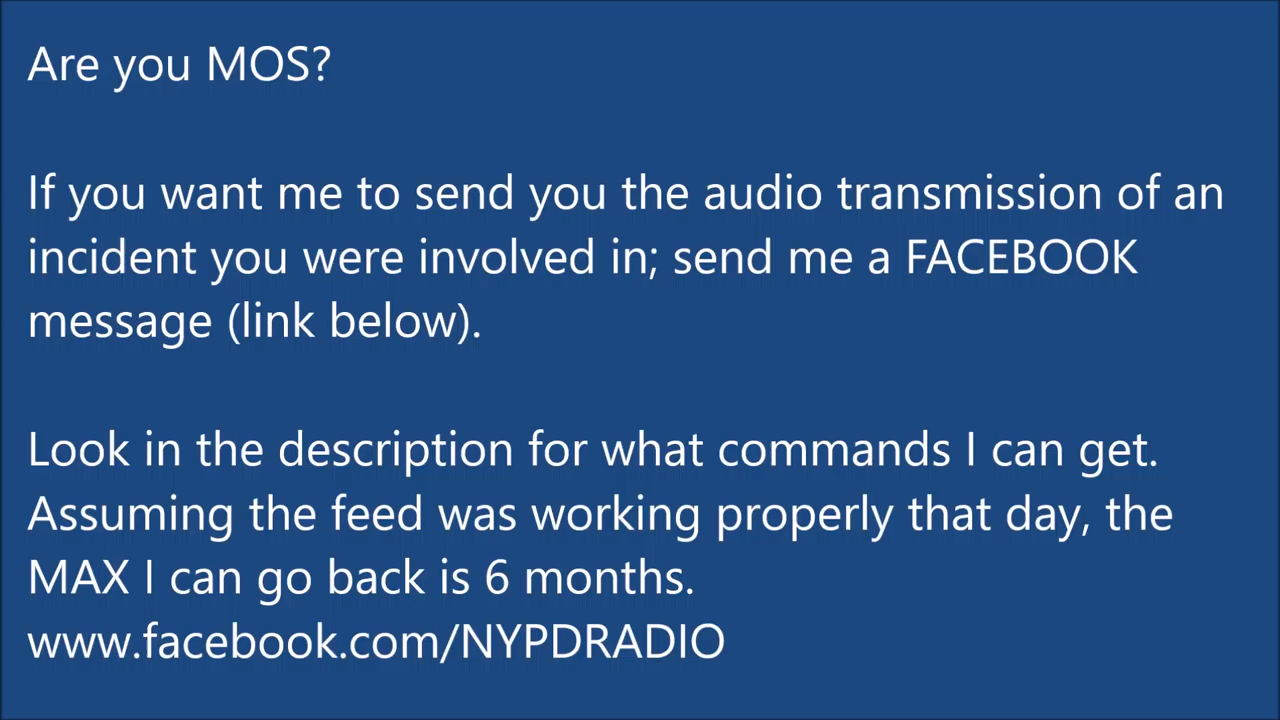 Are you MOS?
If you want me to send you the audio transmission of an
incident you were involved in; send me a FACEBOOK
message (link below).
Look in the description for what commands I can get.
Assuming the feed was working properly that day, the
MAX I can go back is 6 months.
www.facebook.com/NYPDRADIO